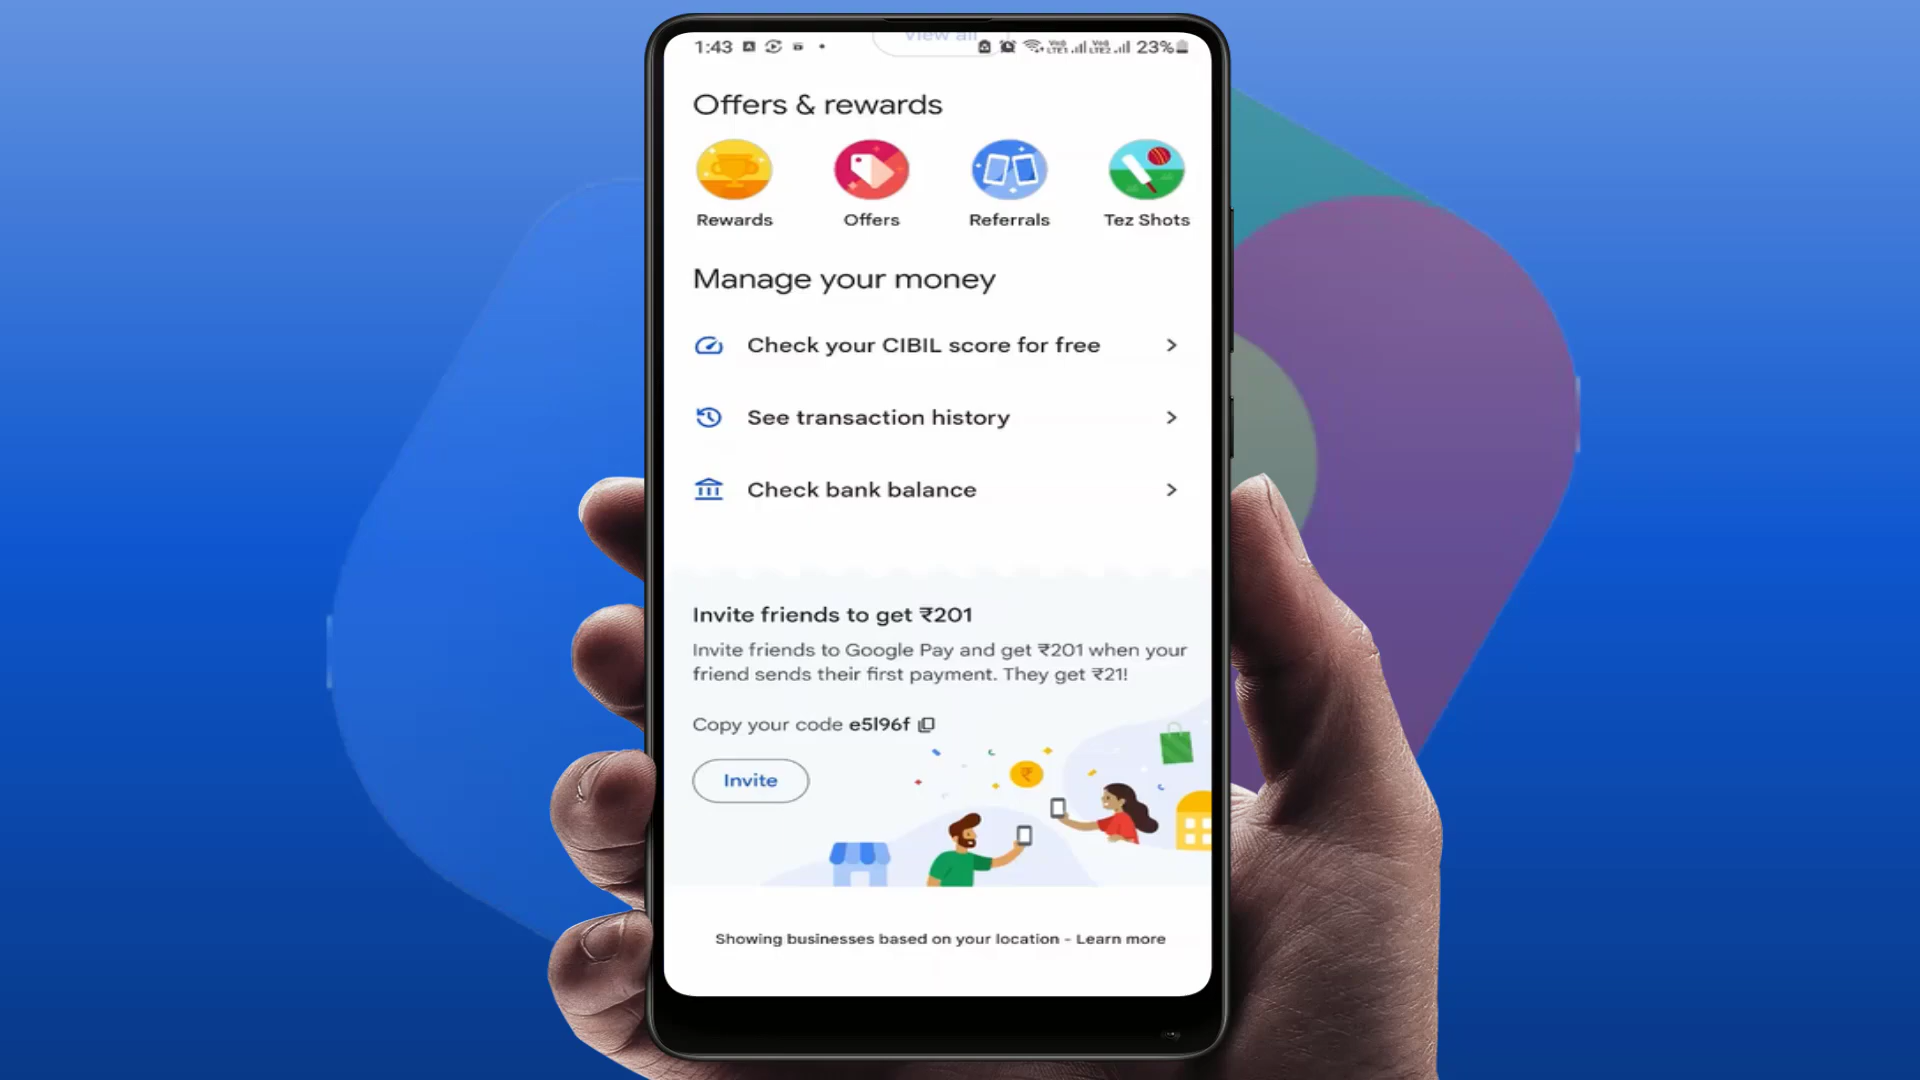 View all
1:43
LTE1
LTE2
23%
Offers & rewards
Rewards
Offers
Referrals
Tez Shots
Manage your money
Check your CIBIL score for free
See transaction history
Check bank balance
Invite friends to get ₹201
Invite friends to Google Pay and get ₹201 when your
friend sends their first payment. They get ₹21!
Copy your code e5l96f
Invite
Showing businesses based on your location - Learn more